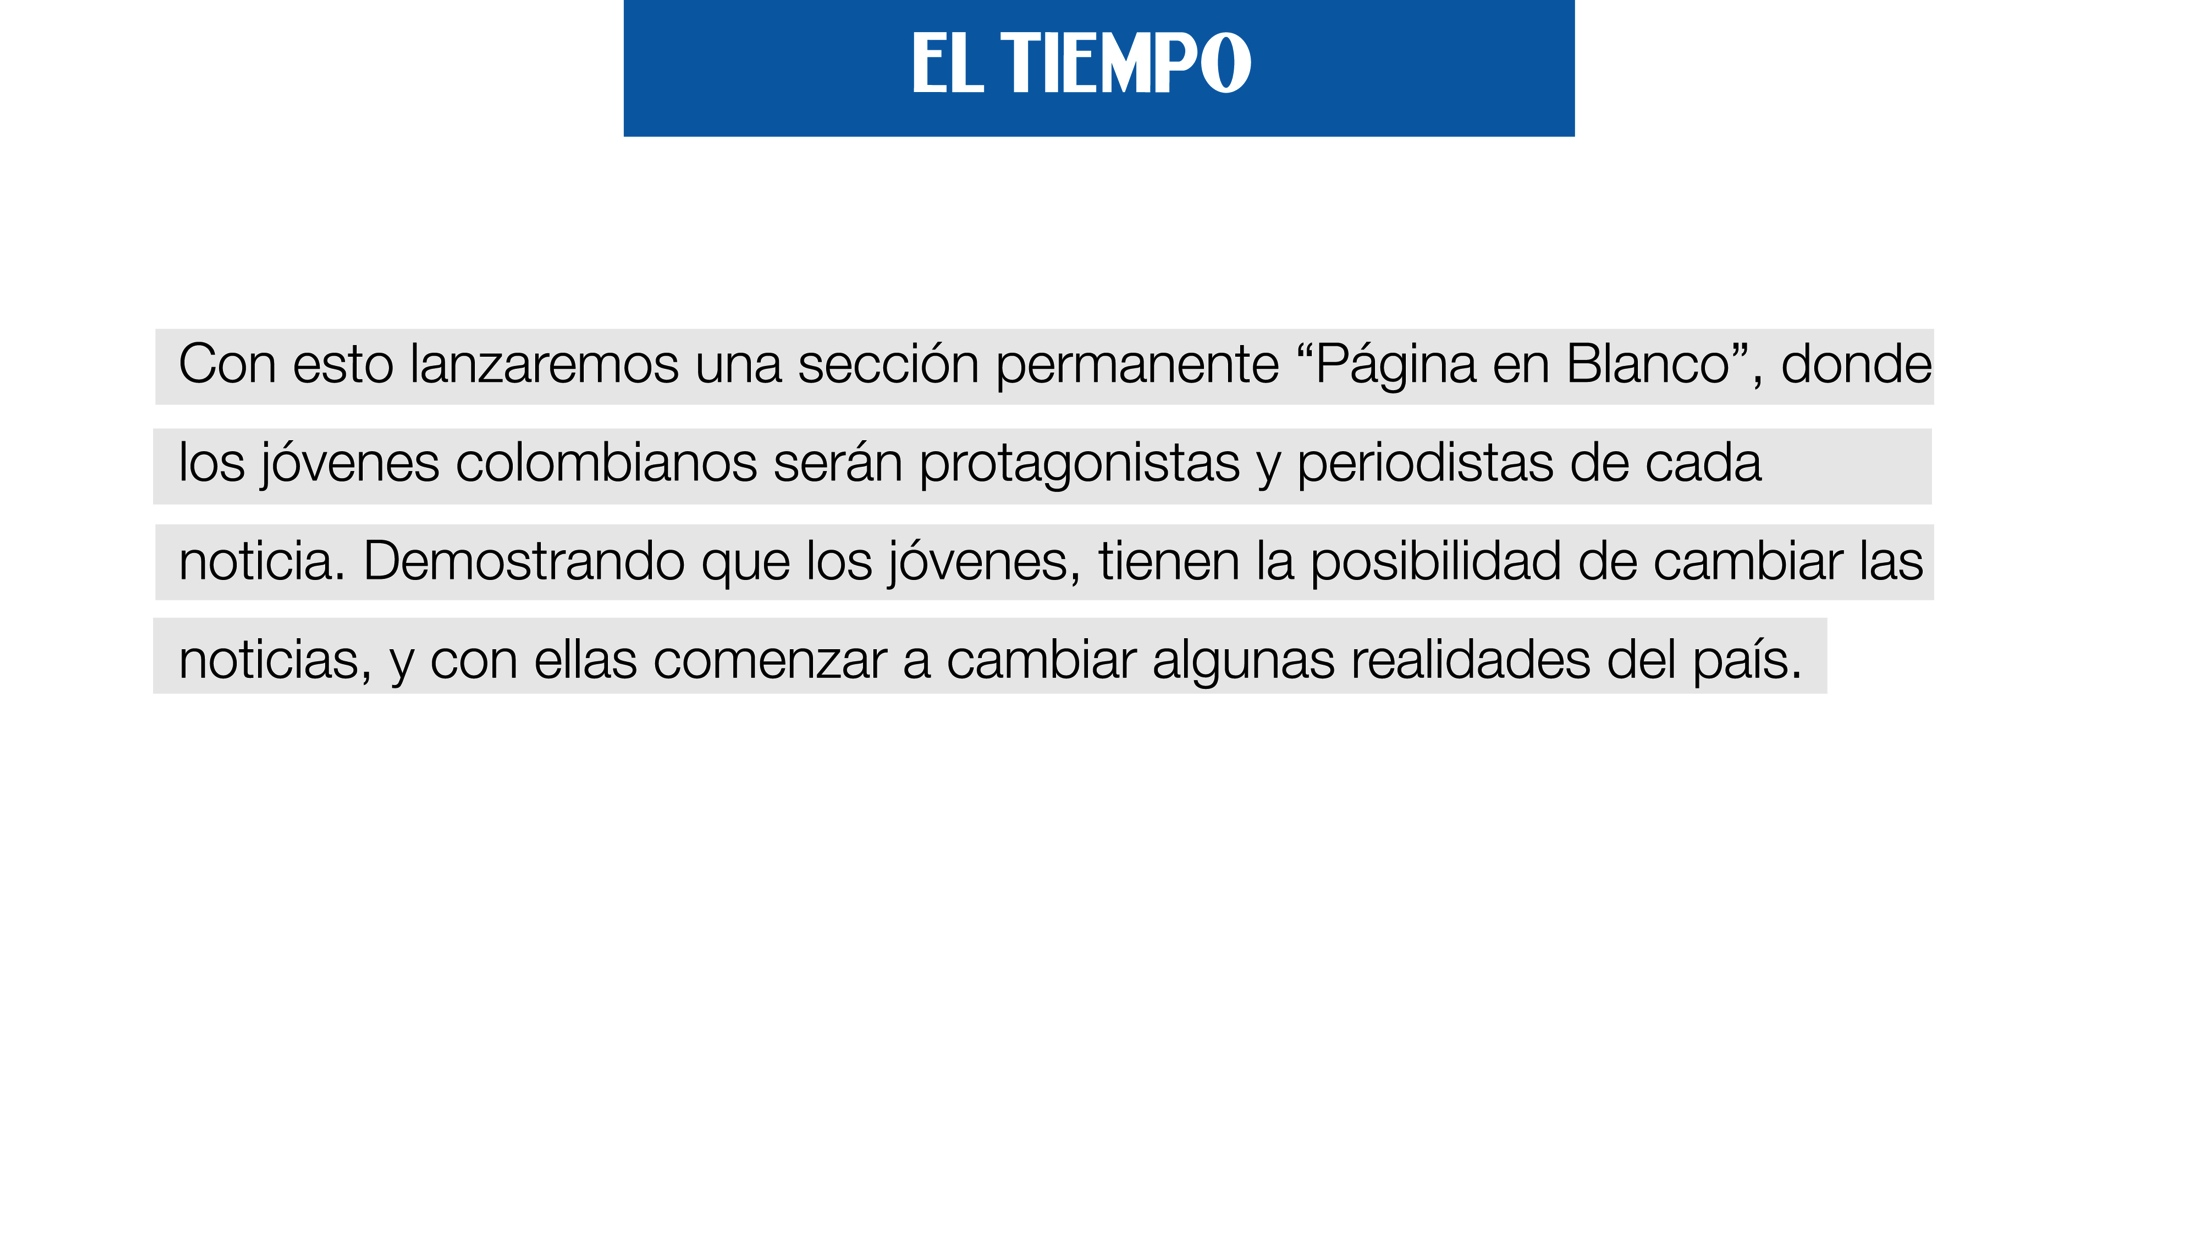 EL TIEMPO
Con esto lanzaremos una sección permanente “Página en Blanco”, donde
los jóvenes colombianos serán protagonistas y periodistas de cada
noticia. Demostrando que los jóvenes, tienen la posibilidad de cambiar las
noticias, y con ellas comenzar a cambiar algunas realidades del país.